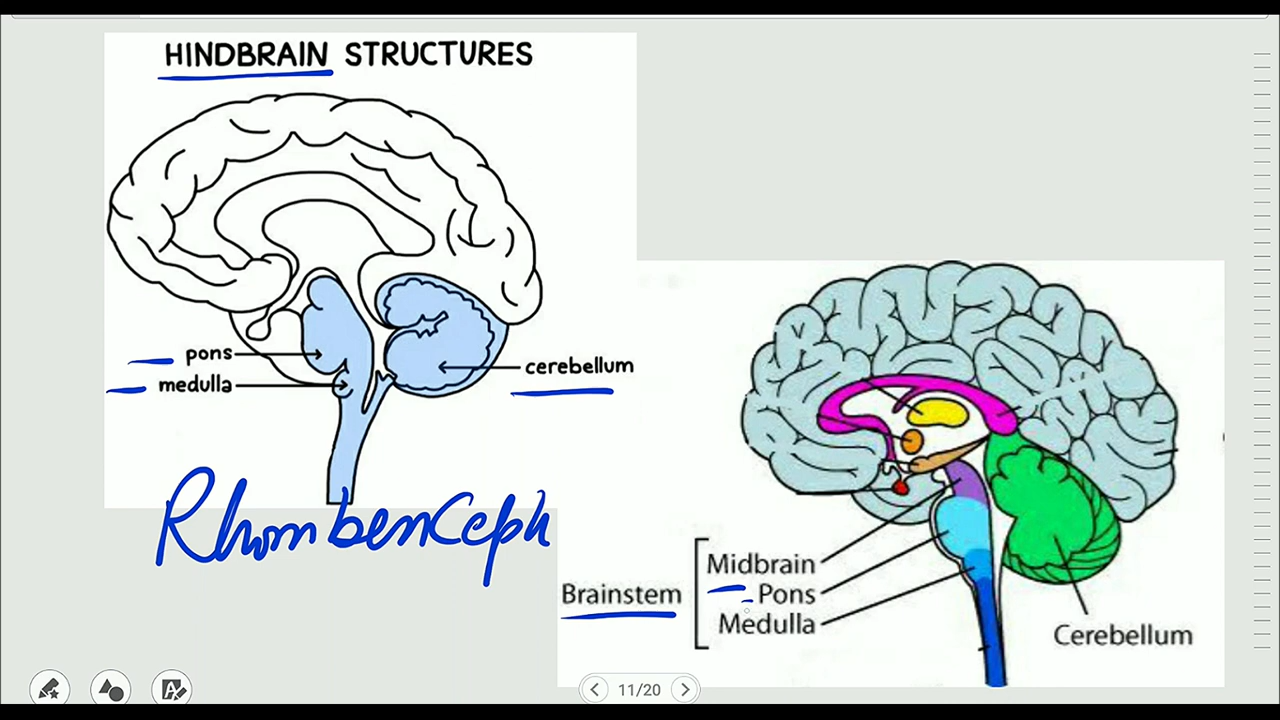 HINDBRAIN STRUCTURES
pons
medulla
cerebellum
Rhombenceph
Midbrain
Brainstem
Pons
Medulla
Cerebellum
A
11/20